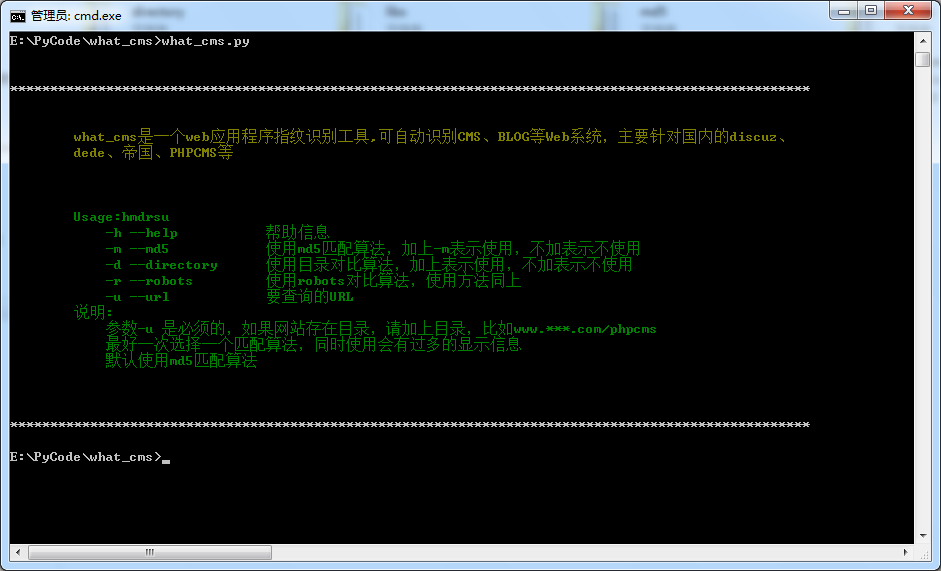 管理员: cmd.exe
E:\PyCode\what_cms>what_cms.py
****************************************************************************************************
what_cms是一个web应用程序指纹识别工具.可自动识别CMS、BLOG等Web系统，主要针对国内的discuz、
dede、帝国、PHPCMS等
Usage:hmdrsu
-h --help 帮助信息
-m --md5 使用md5匹配算法，加上-m表示使用，不加表示不使用
-d --directory 使用目录对比算法，加上表示使用，不加表示不使用
-r --robots 使用robots对比算法，使用方法同上
-u --url 要查询的URL
说明：
参数-u 是必须的，如果网站存在目录，请加上目录，比如www.***.com/phpcms
最好一次选择一个匹配算法，同时使用会有过多的显示信息
默认使用md5匹配算法
****************************************************************************************************
E:\PyCode\what_cms>_